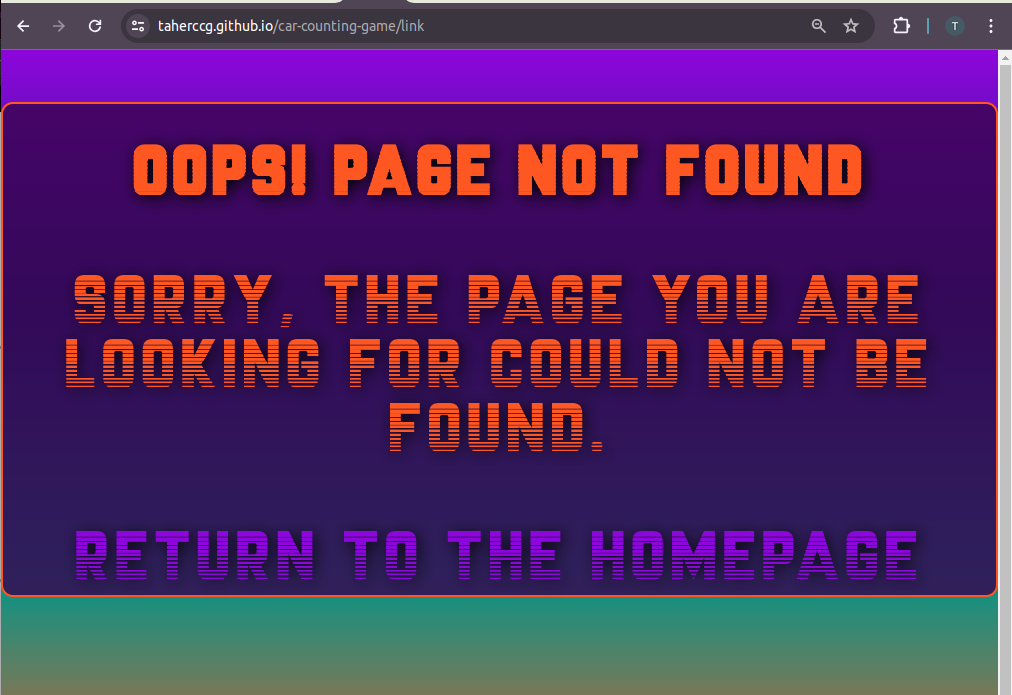 taherccg.github.io/car-counting-game/link
T
OOPS! PAGE NOT FOUND
SORRY, THE PAGE YOU ARE
LOOKING FOR COULD NOT BE
FOUND.
RETURN TO THE HOMEPAGE